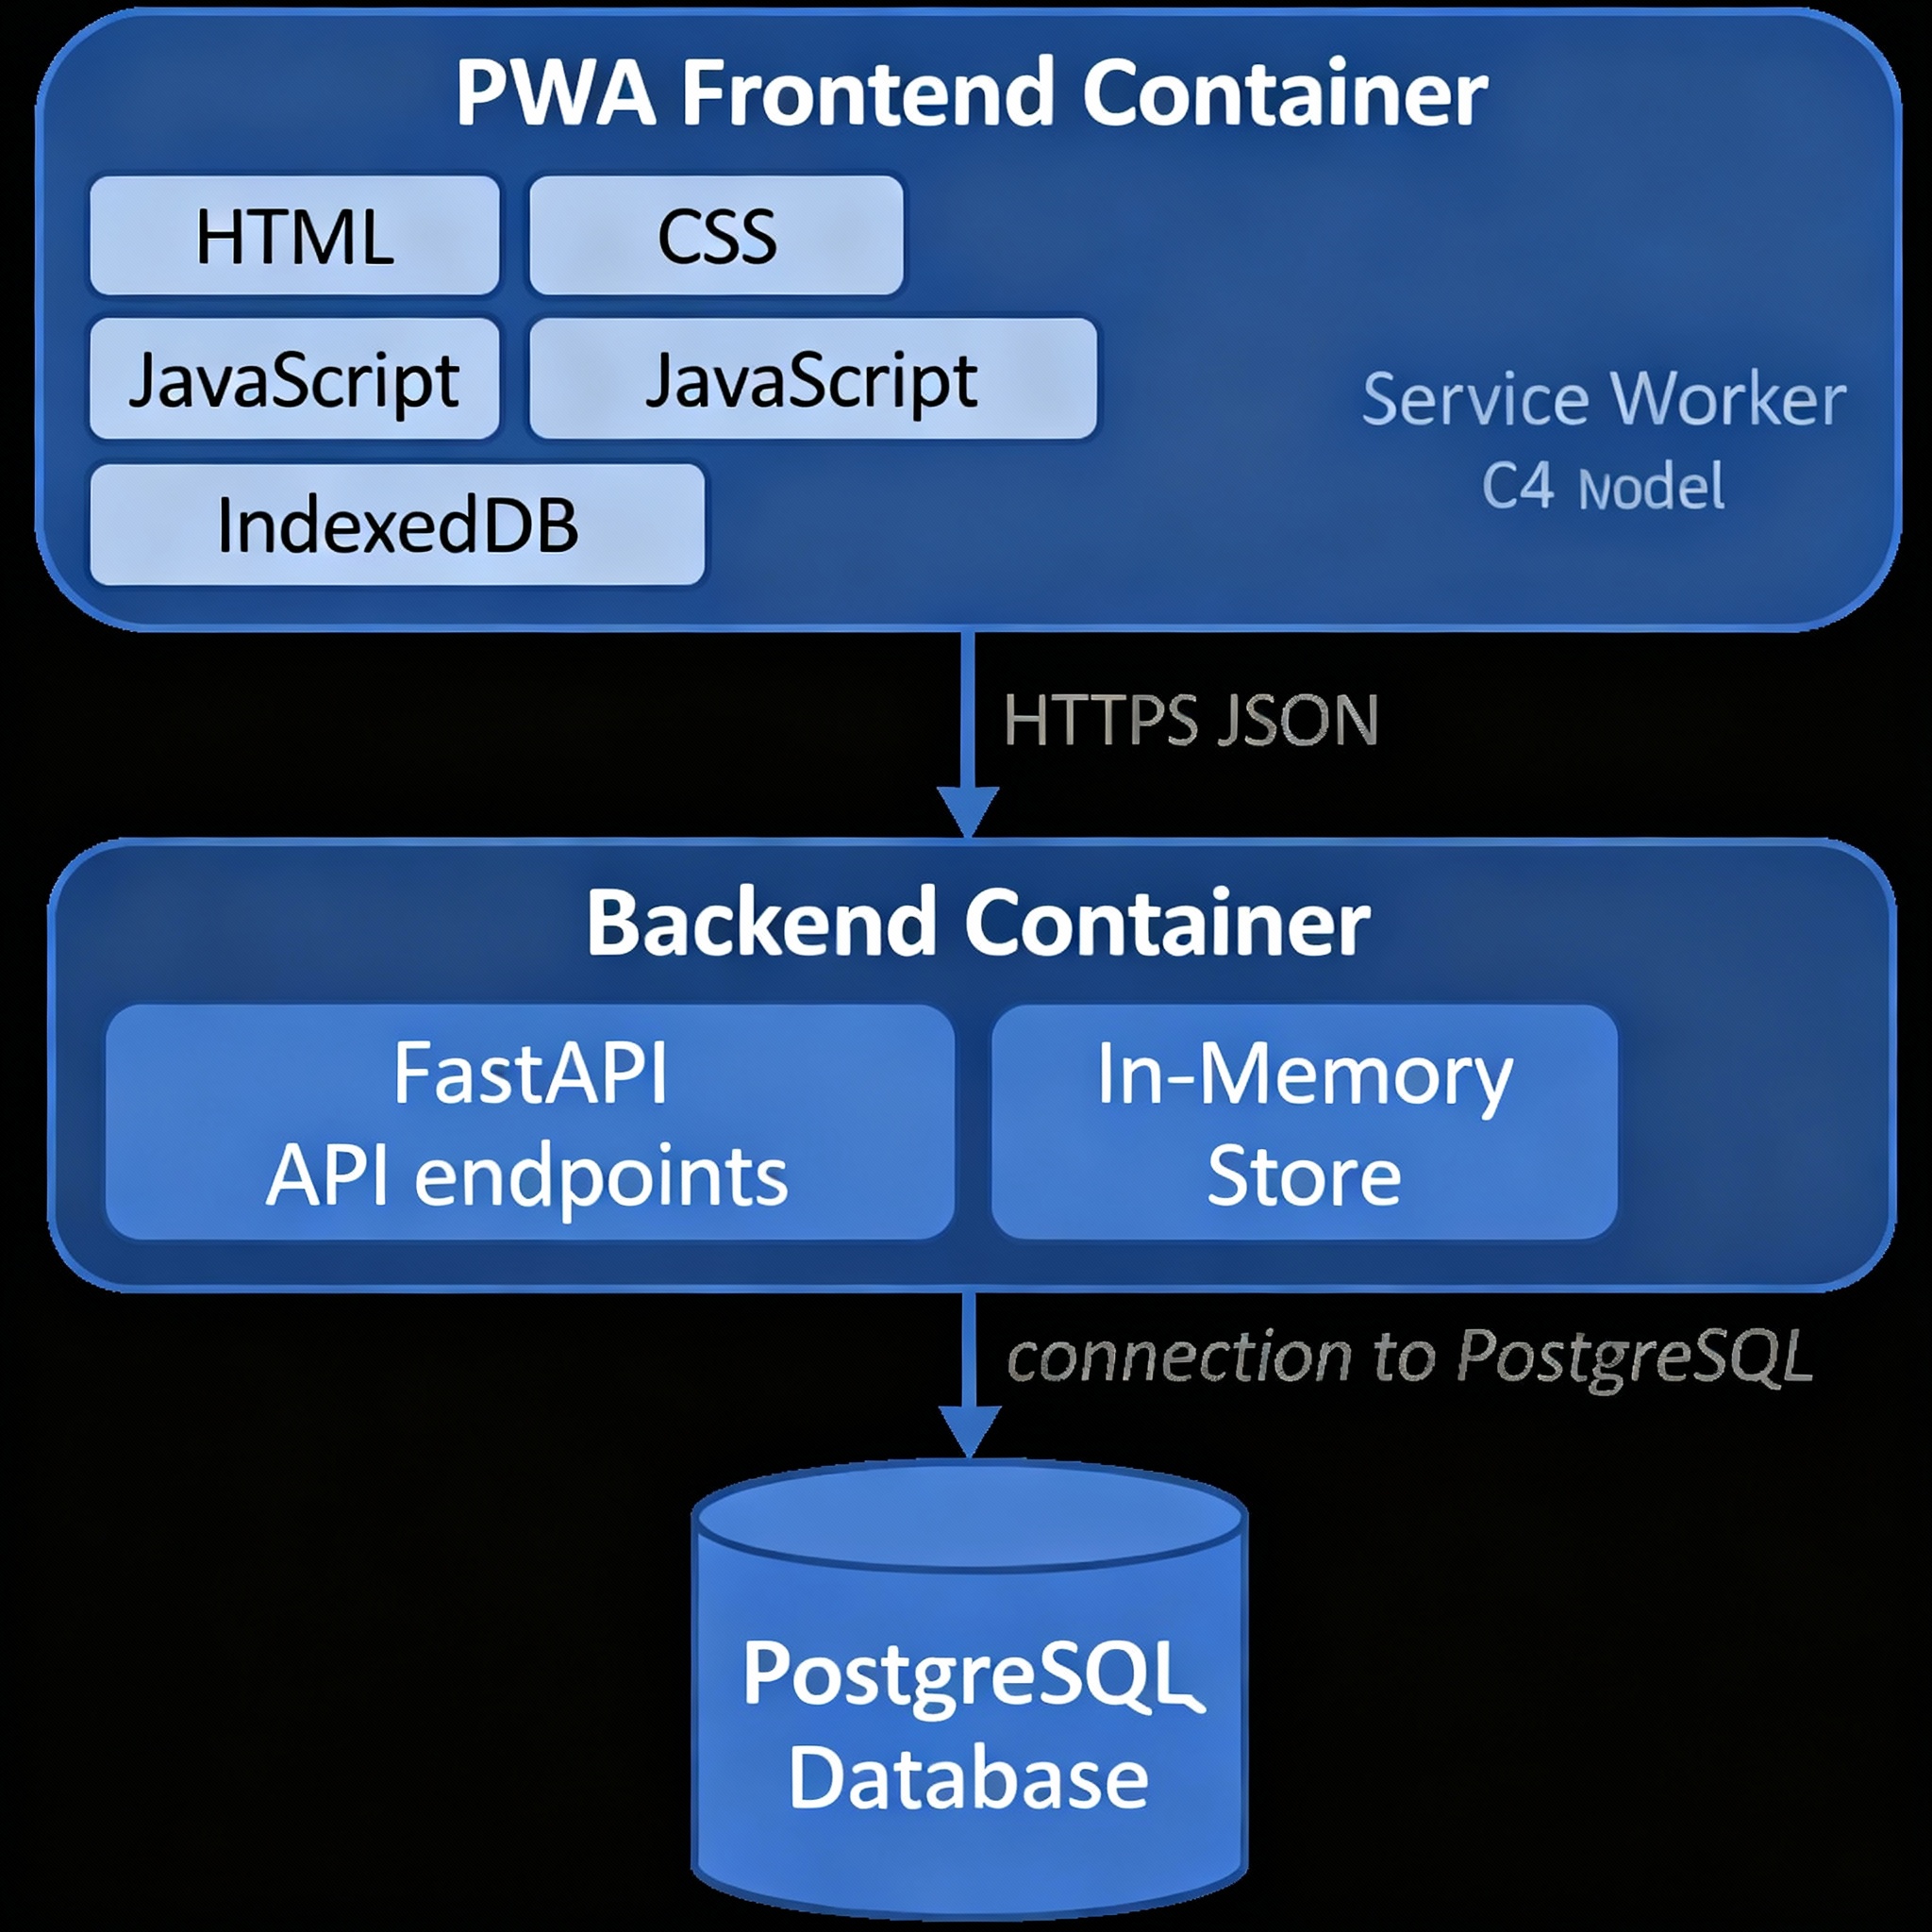 PWA Frontend Container
HTML
CSS
JavaScript
JavaScript
IndexedDB
Service Worker
C4 Nodel
HTTPS JSON
Backend Container
FastAPI
API endpoints
In-Memory
Store
connection to PostgreSQL
PostgreSQL
Database